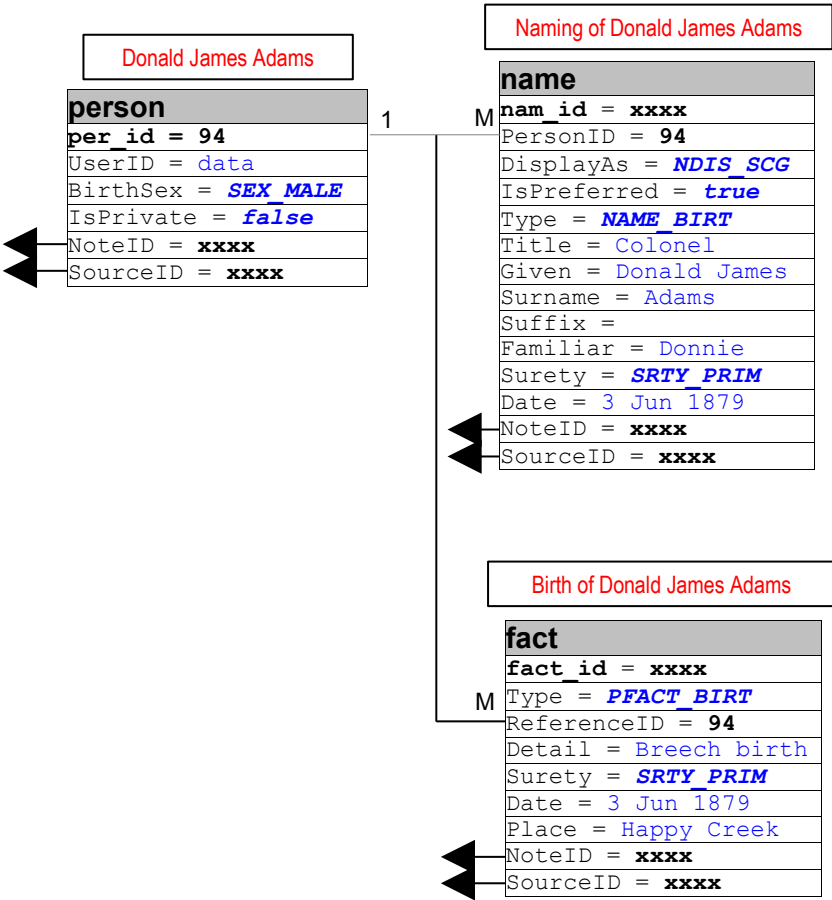 Donald James Adams
person
per_id = 94
UserID = data
BirthSex = SEX_MALE
IsPrivate = false
NoteID = xxxx
SourceID = xxxx
1
M
Naming of Donald James Adams
name
nam_id = xxxx
PersonID = 94
DisplayAs = NDIS_SCG
IsPreferred = true
Type = NAME_BIRT
Title = Colonel
Given = Donald James
Surname = Adams
Suffix =
Familiar = Donnie
Surety = SRTY_PRIM
Date = 3 Jun 1879
NoteID = xxxx
SourceID = xxxx
Birth of Donald James Adams
fact
fact_id = xxxx
M
Type = PFACT_BIRT
ReferenceID = 94
Detail = Breech birth
Surety = SRTY_PRIM
Date = 3 Jun 1879
Place = Happy Creek
NoteID = xxxx
SourceID = xxxx